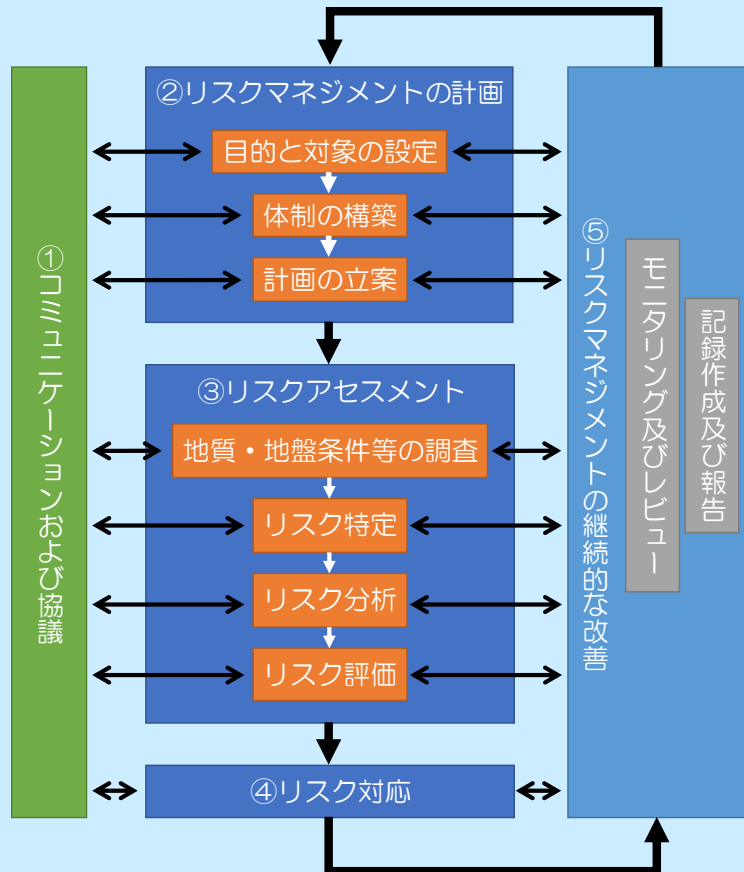 ①コミュニケーションおよび協議
②リスクマネジメントの計画
目的と対象の設定
体制の構築
計画の立案
③リスクアセスメント
地質・地盤条件等の調査
リスク特定
リスク分析
リスク評価
④リスク対応
⑤リスクマネジメントの継続的な改善
モニタリング及びレビュー
記録作成及び報告